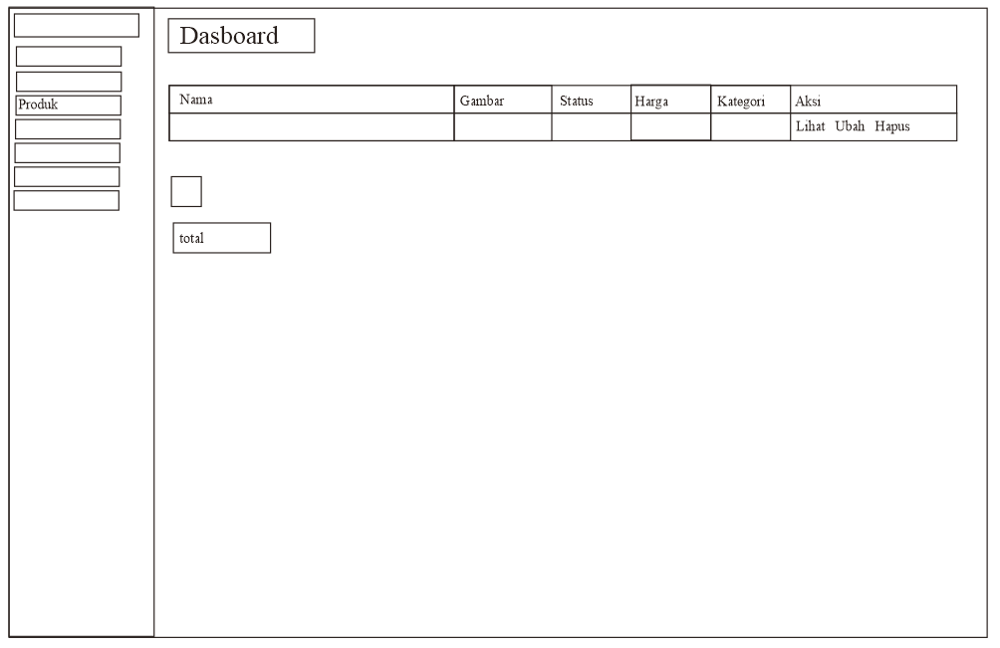 Dasboard
Produk
Nama Gambar Status Harga Kategori Aksi
Lihat Ubah Hapus
total